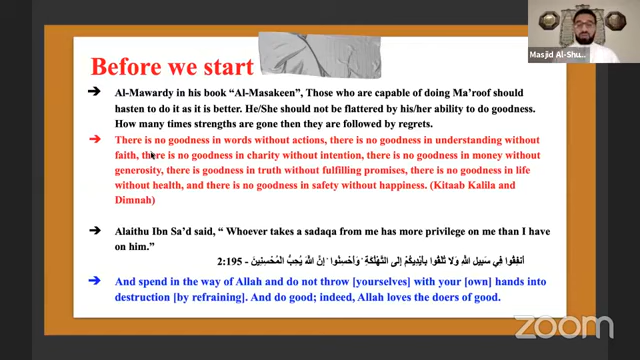 Masjid Al-Shu...
Before we start
➔ Al-Mawardy in his book “Al-Masakeen”, Those who are capable of doing Ma'roof should
hasten to do it as it is better. He/She should not be flattered by his/her ability to do goodness.
How many times strengths are gone then they are followed by regrets.
➔ There is no goodness in words without actions, there is no goodness in understanding without
faith, there is no goodness in charity without intention, there is no goodness in money without
generosity, there is goodness in truth without fulfilling promises, there is no goodness in life
without health, and there is no goodness in safety without happiness. (Kitaab Kalila and
Dimnah)
➔ Alaithu Ibn Sa'd said, “ Whoever takes a sadaqa from me has more privilege on me than I have
on him.”
أَنفِقُوا فِي سَبِيلِ اللَّهِ وَلَا تُلْقُوا بِأَيْدِيكُمْ إِلَى التَّهْلُكَةِ ۛ وَأَحْسِنُوا ۛ إِنَّ اللَّهَ يُحِبُّ الْمُحْسِنِينَ - 2:195
➔ And spend in the way of Allah and do not throw [yourselves] with your [own] hands into
destruction [by refraining]. And do good; indeed, Allah loves the doers of good.
zoom